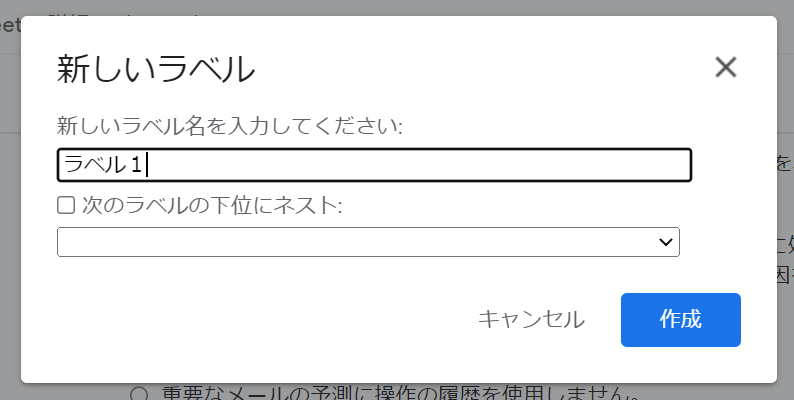 新しいラベル
新しいラベル名を入力してください:
ラベル１
次のラベルの下位にネスト:
キャンセル
作成
重要なメールの予測に操作の履歴を使用しません。